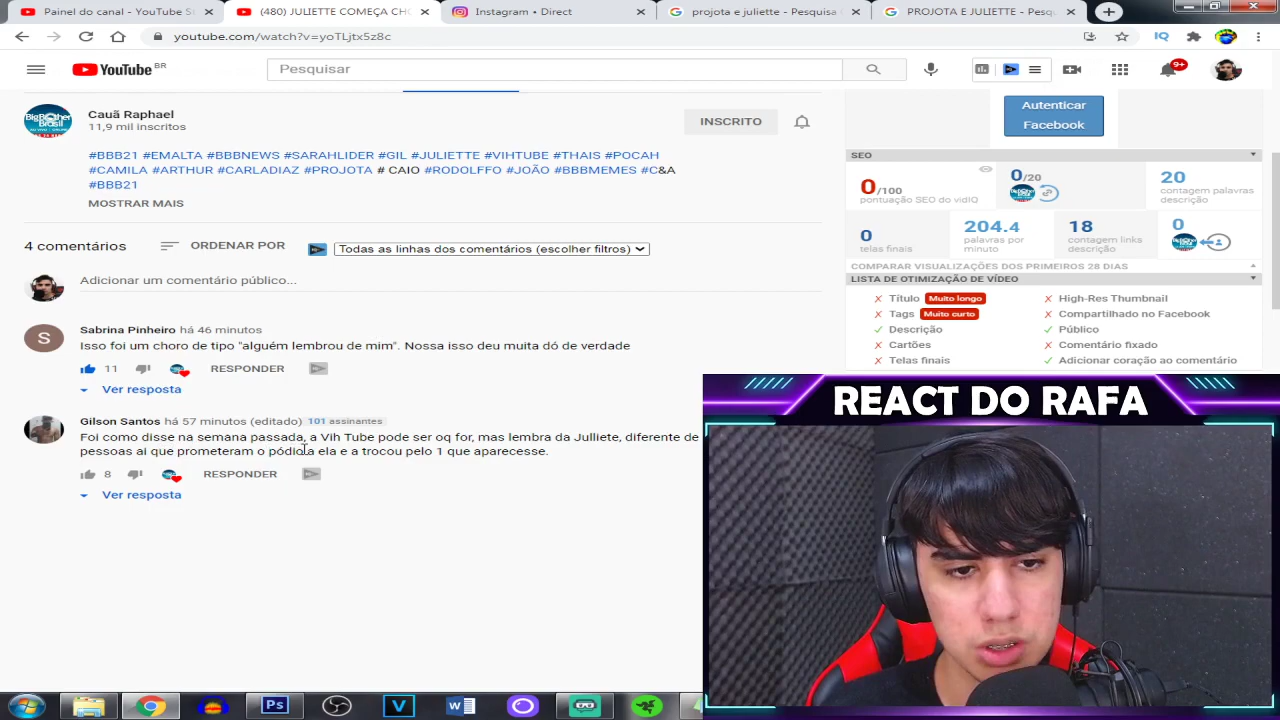 Painel do canal - YouTube St
(480) JULIETTE COMEÇA CHO
Instagram • Direct
projota e juliette - Pesquisa G
PROJOTA E JULIETTE - Pesqu
youtube.com/watch?v=yoTLjtx5z8c
IQ
YouTube BR
Pesquisar
9+
Cauã Raphael
11,9 mil inscritos
INSCRITO
#BBB21 #EMALTA #BBBNEWS #SARAHLIDER #GIL #JULIETTE #VIHTUBE #THAIS #POCAH
#CAMILA #ARTHUR #CARLADIAZ #PROJOTA # CAIO #RODOLFFO #JOÃO #BBBMEMES #C&A
#BBB21
MOSTRAR MAIS
4 comentários
ORDENAR POR
Todas as linhas dos comentários (escolher filtros)
Adicionar um comentário público...
S
Sabrina Pinheiro há 46 minutos
Isso foi um choro de tipo "alguém lembrou de mim". Nossa isso deu muita dó de verdade
11
RESPONDER
Ver resposta
Gilson Santos há 57 minutos (editado) 101 assinantes
Foi como disse na semana passada, a Vih Tube pode ser oq for, mas lembra da Julliete, diferente de
pessoas ai que prometeram o pódio a ela e a trocou pelo 1 que aparecesse.
8
RESPONDER
Ver resposta
Autenticar
Facebook
SEO
0/100
pontuação SEO do vidIQ
0/20
20
contagem palavras
descrição
0
telas finais
204.4
palavras por
minuto
18
contagem links
descrição
0
COMPARAR VISUALIZAÇÕES DOS PRIMEIROS 28 DIAS
LISTA DE OTIMIZAÇÃO DE VÍDEO
Título Muito longo
High-Res Thumbnail
Tags Muito curto
Compartilhado no Facebook
Descrição
Público
Cartões
Comentário fixado
Telas finais
Adicionar coração ao comentário
REACT DO RAFA
Ps
V
W